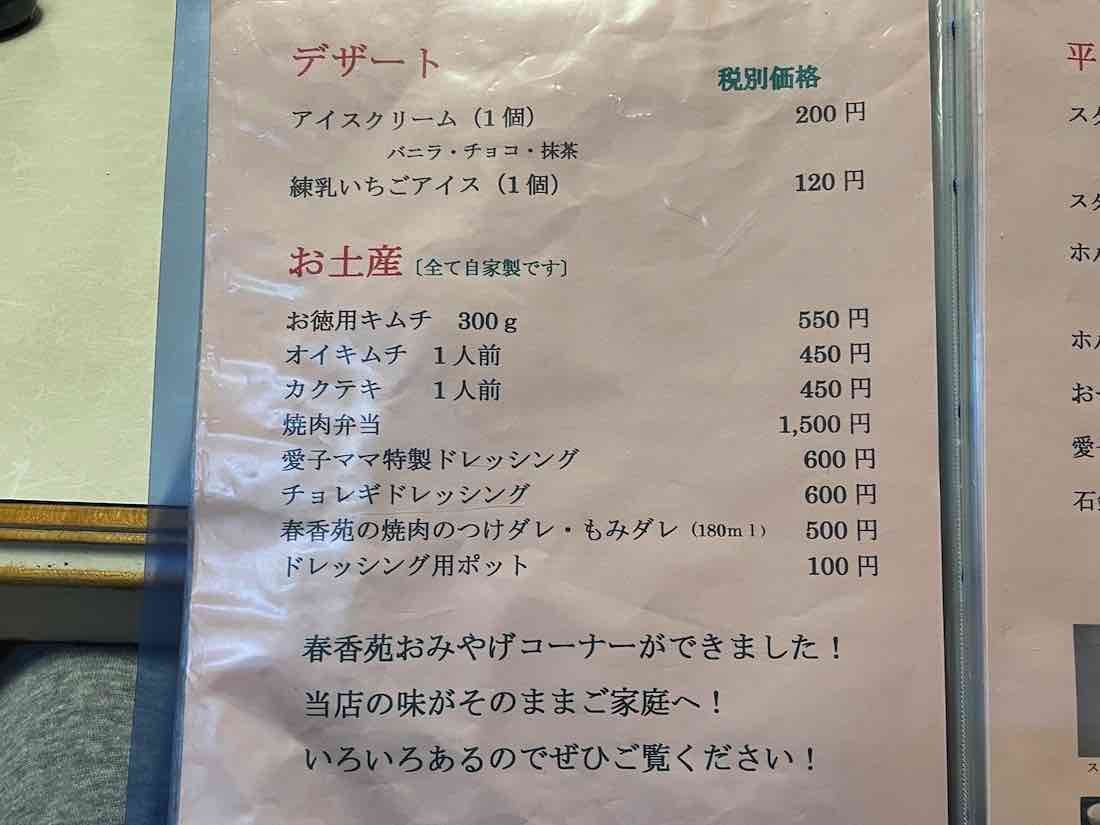 デザート
税別価格
アイスクリーム（1個） 200円
バニラ・チョコ・抹茶
練乳いちごアイス（1個） 120円
お土産〔全て自家製です〕
お徳用キムチ 300g 550円
オイキムチ 1人前 450円
カクテキ 1人前 450円
焼肉弁当 1,500円
愛子ママ特製ドレッシング 600円
チョレギドレッシング 600円
春香苑の焼肉のつけダレ・もみダレ（180ml） 500円
ドレッシング用ポット 100円
春香苑おみやげコーナーができました！
当店の味がそのままご家庭へ！
いろいろあるのでぜひご覧ください！
平
スタ
スタ
ホル
ホル
愛